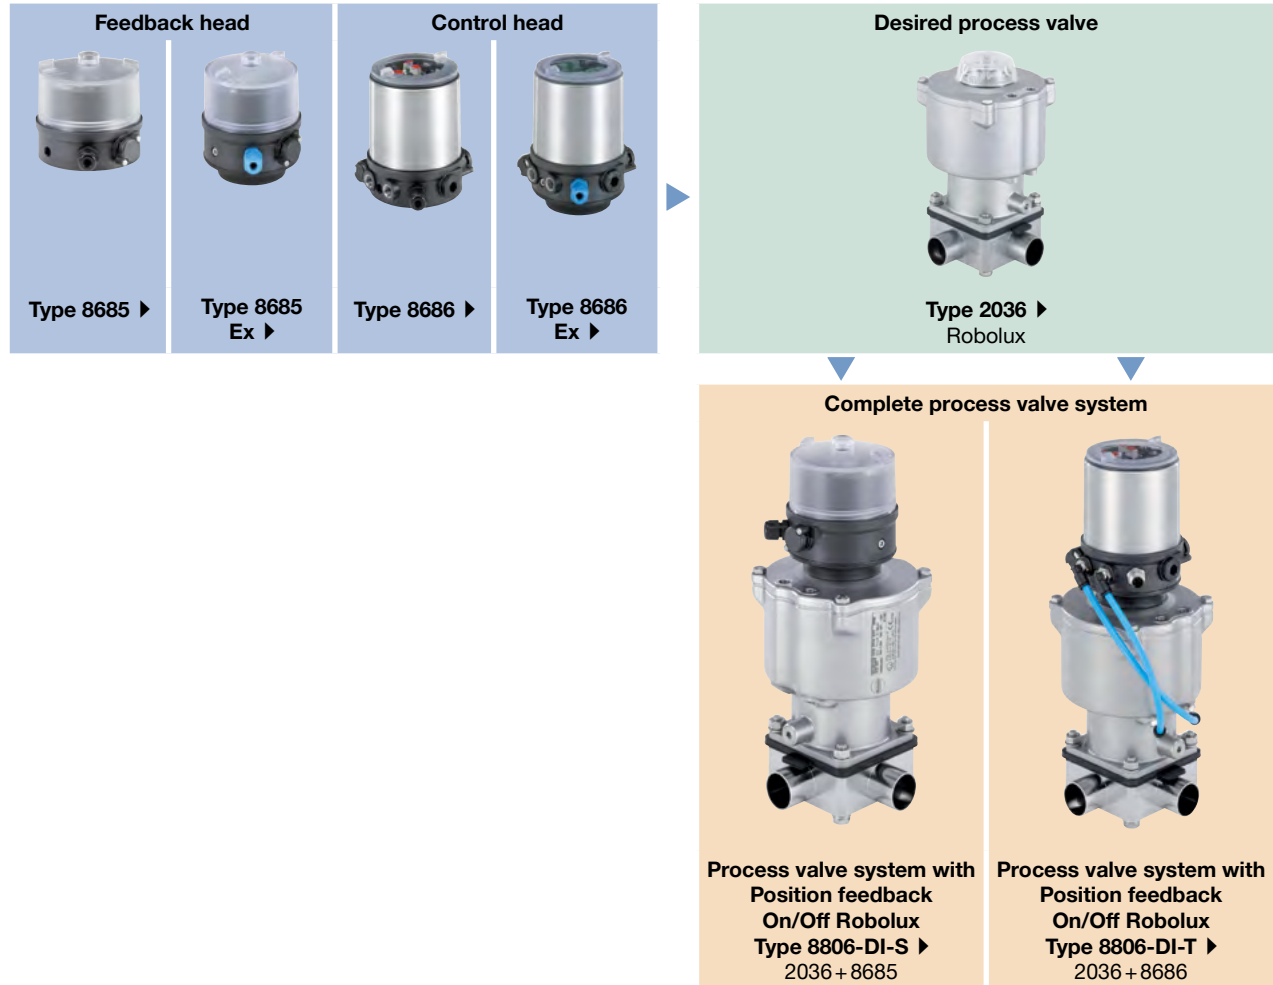 Feedback head
Control head
Desired process valve
Type 8685
Type 8685
Ex
Type 8686
Type 8686
Ex
Type 2036
Robolux
Complete process valve system
Process valve system with
Position feedback
On/Off Robolux
Type 8806-DI-S
2036+8685
Process valve system with
Position feedback
On/Off Robolux
Type 8806-DI-T
2036+8686